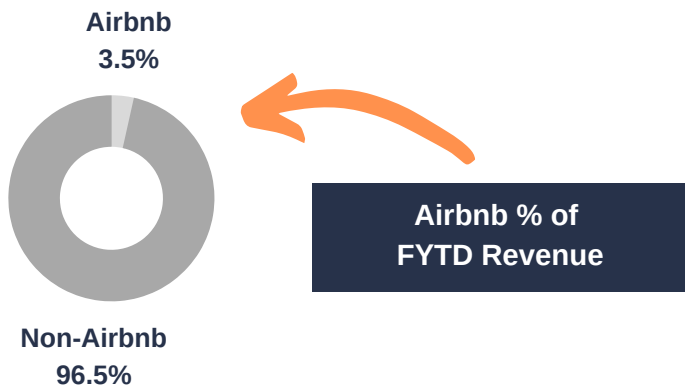 Airbnb
3.5%
Airbnb % of
FYTD Revenue
Non-Airbnb
96.5%